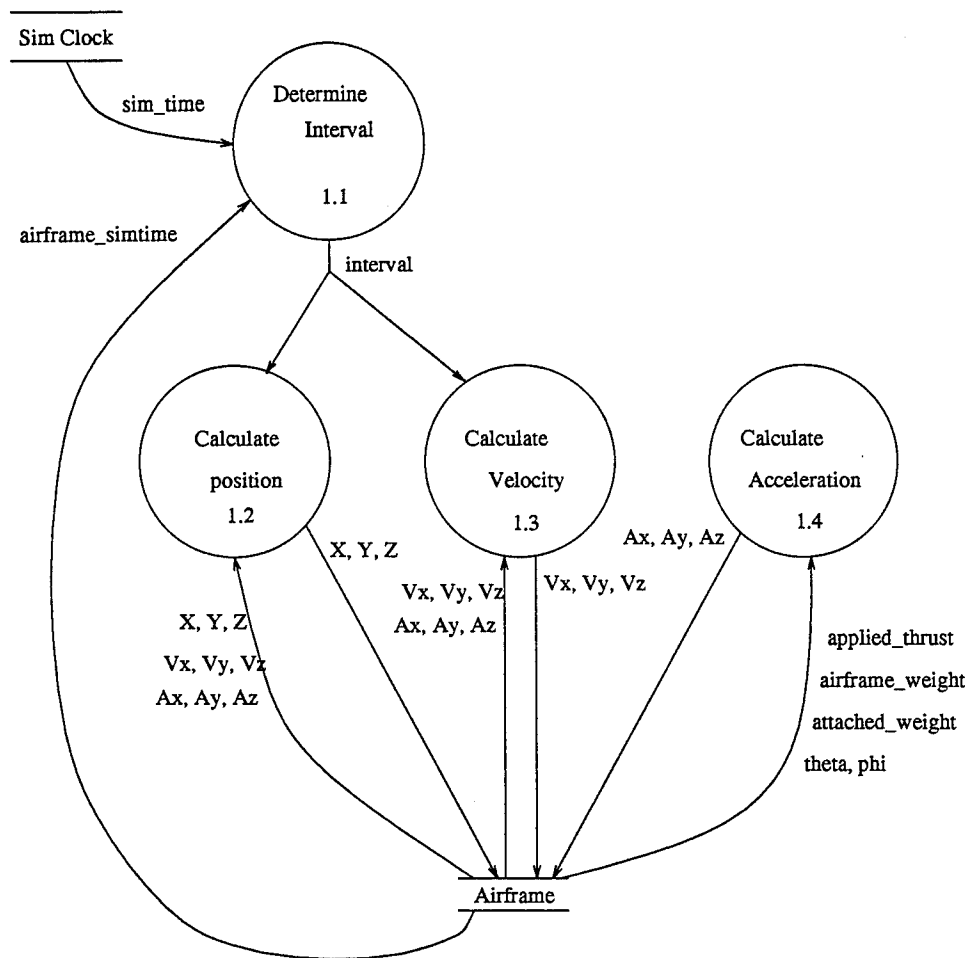 Sim Clock
sim_time
Determine
Interval
1.1
airframe_simtime
interval
Calculate
position
1.2
Calculate
Velocity
1.3
Calculate
Acceleration
1.4
X, Y, Z
Vx, Vy, Vz
Ax, Ay, Az
Vx, Vy, Vz
Ax, Ay, Az
X, Y, Z
Vx, Vy, Vz
Ax, Ay, Az
applied_thrust
airframe_weight
attached_weight
theta, phi
Airframe